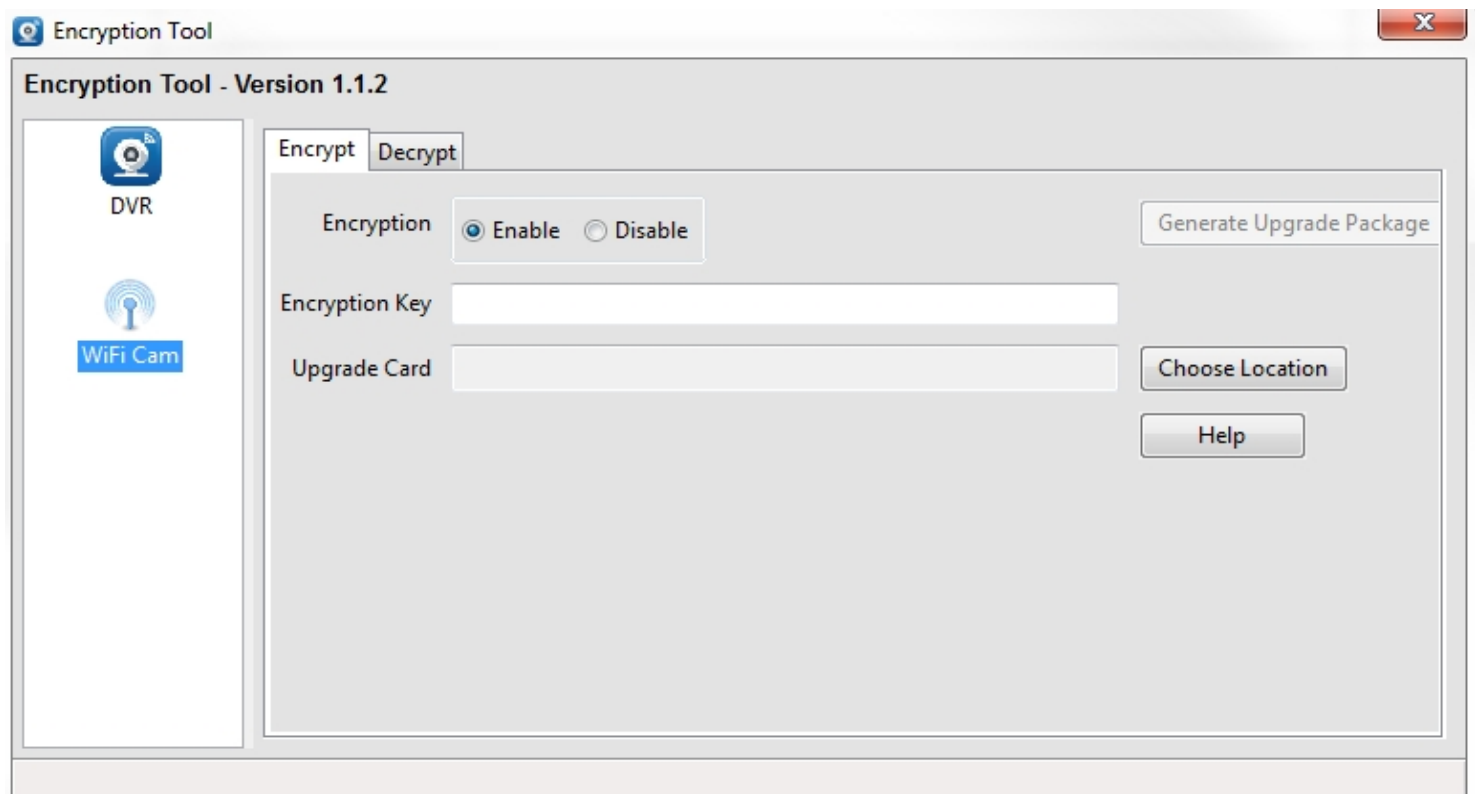 Encryption Tool
X
Encryption Tool - Version 1.1.2
DVR
WiFi Cam
Encrypt Decrypt
Encryption Enable Disable Generate Upgrade Package
Encryption Key
Upgrade Card Choose Location
Help